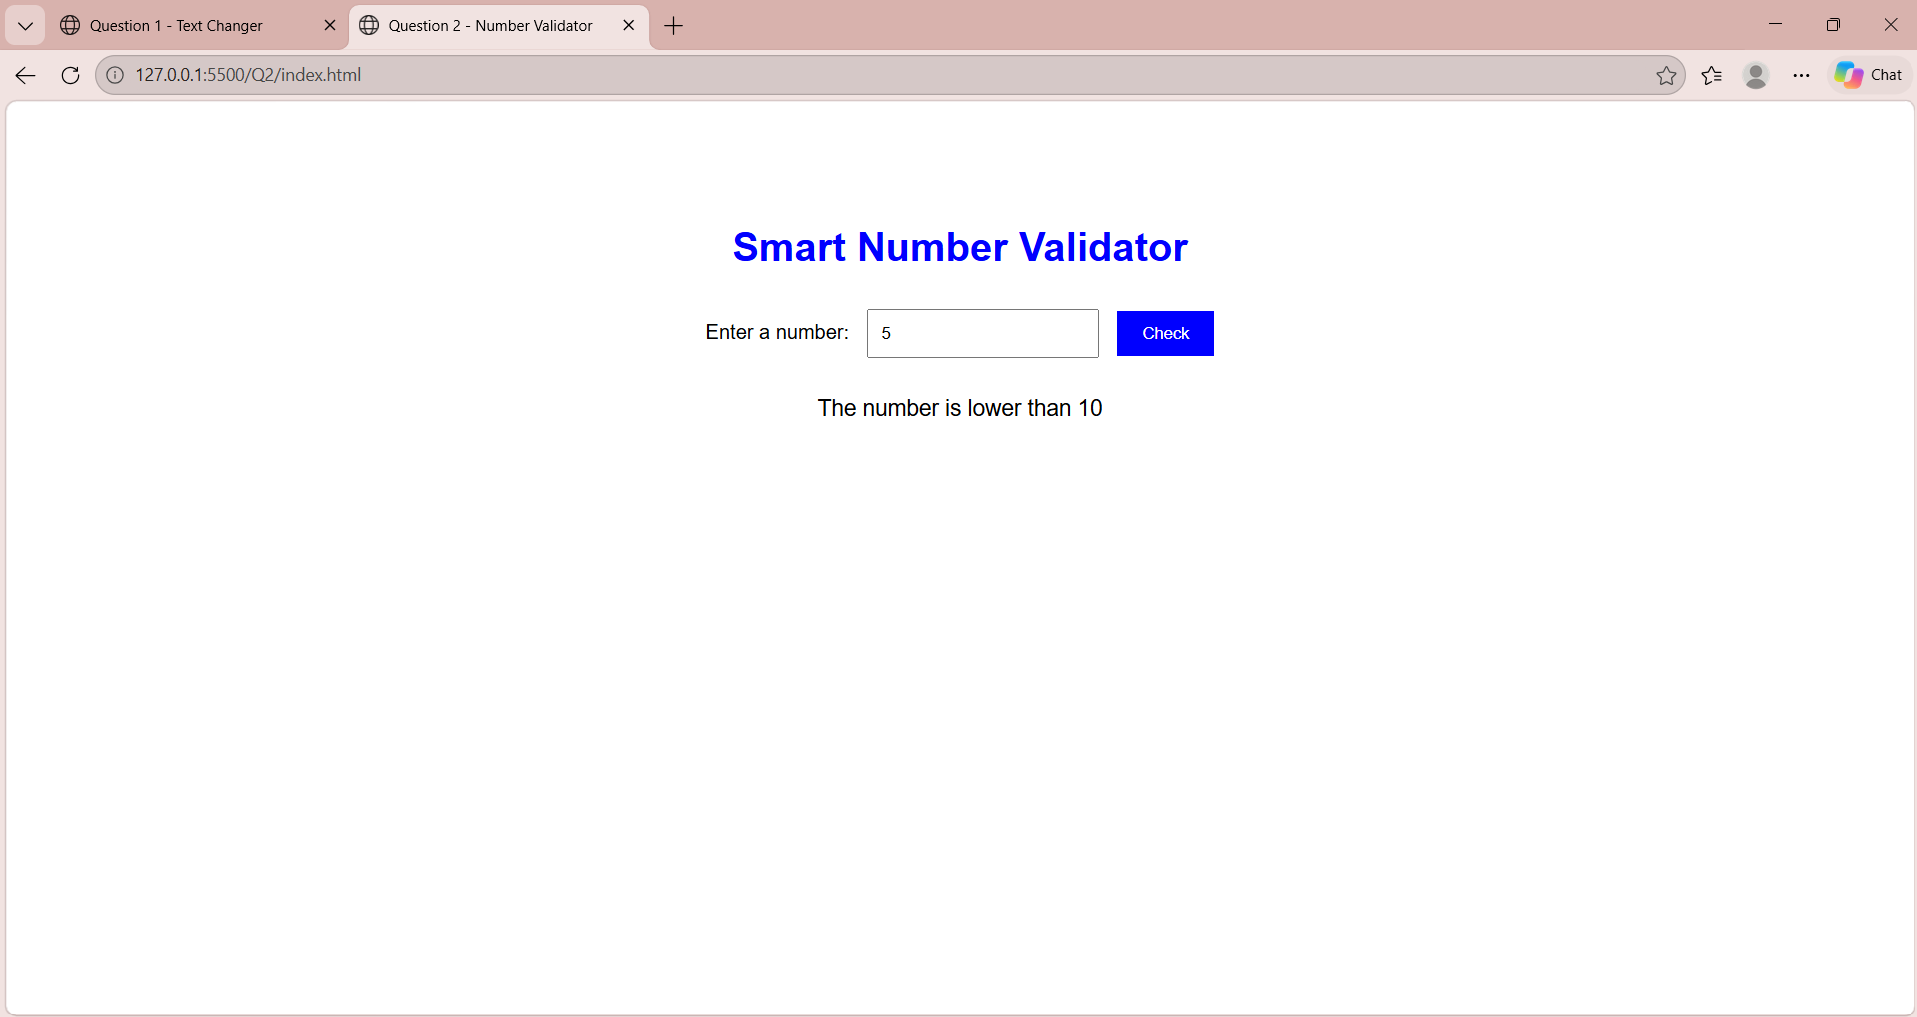 Question 1 - Text Changer
Question 2 - Number Validator
127.0.0.1:5500/Q2/index.html
Chat
Smart Number Validator
Enter a number: 5 Check
The number is lower than 10